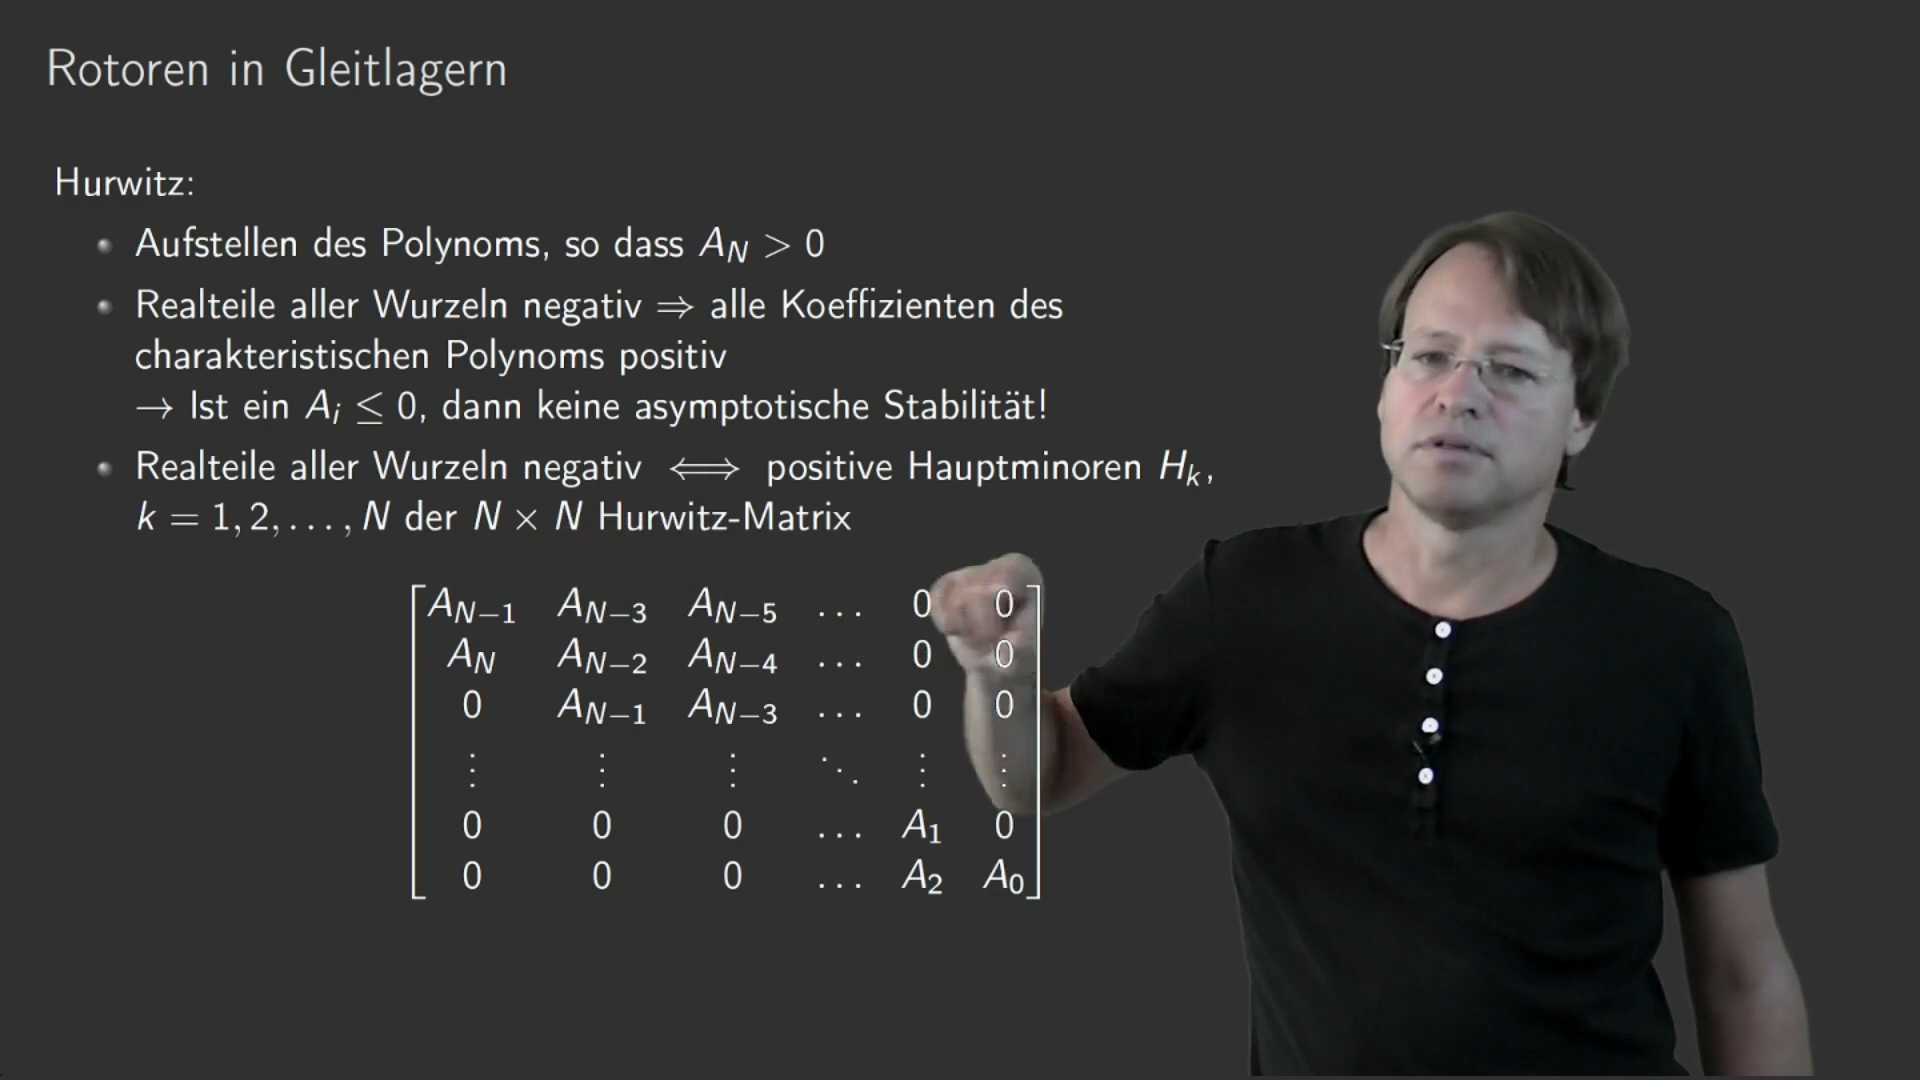 Rotoren in Gleitlagern
Hurwitz:
Aufstellen des Polynoms, so dass A_N > 0
Realteile aller Wurzeln negativ ⇒ alle Koeffizienten des
charakteristischen Polynoms positiv
→ Ist ein A_i ≤ 0, dann keine asymptotische Stabilität!
Realteile aller Wurzeln negativ ⟺ positive Hauptminoren H_k,
k = 1, 2, . . . , N der N × N Hurwitz-Matrix
A_{N−1} A_{N−3} A_{N−5} . . . 0 0
A_N A_{N−2} A_{N−4} . . . 0 0
0 A_{N−1} A_{N−3} . . . 0 0
⋮ ⋮ ⋮ ⋱ ⋮ ⋮
0 0 0 . . . A_1 0
0 0 0 . . . A_2 A_0